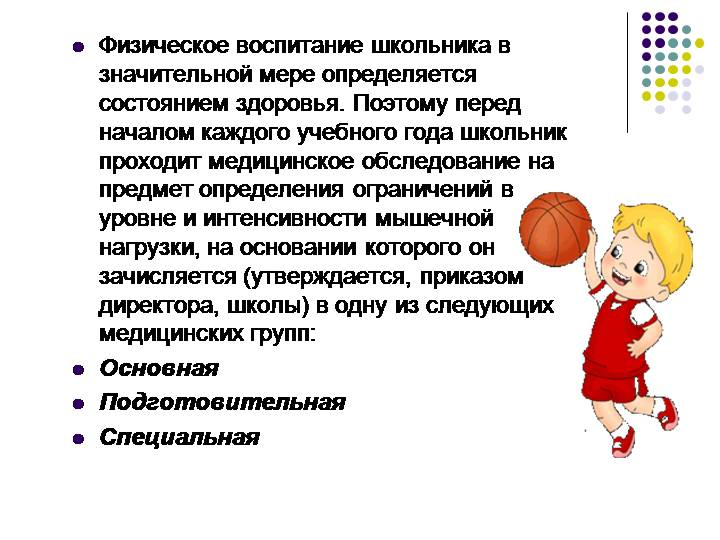 Физическое воспитание школьника в
значительной мере определяется
состоянием здоровья. Поэтому перед
началом каждого учебного года школьник
проходит медицинское обследование на
предмет определения ограничений в
уровне и интенсивности мышечной
нагрузки, на основании которого он
зачисляется (утверждается, приказом
директора, школы) в одну из следующих
медицинских групп:
Основная
Подготовительная
Специальная